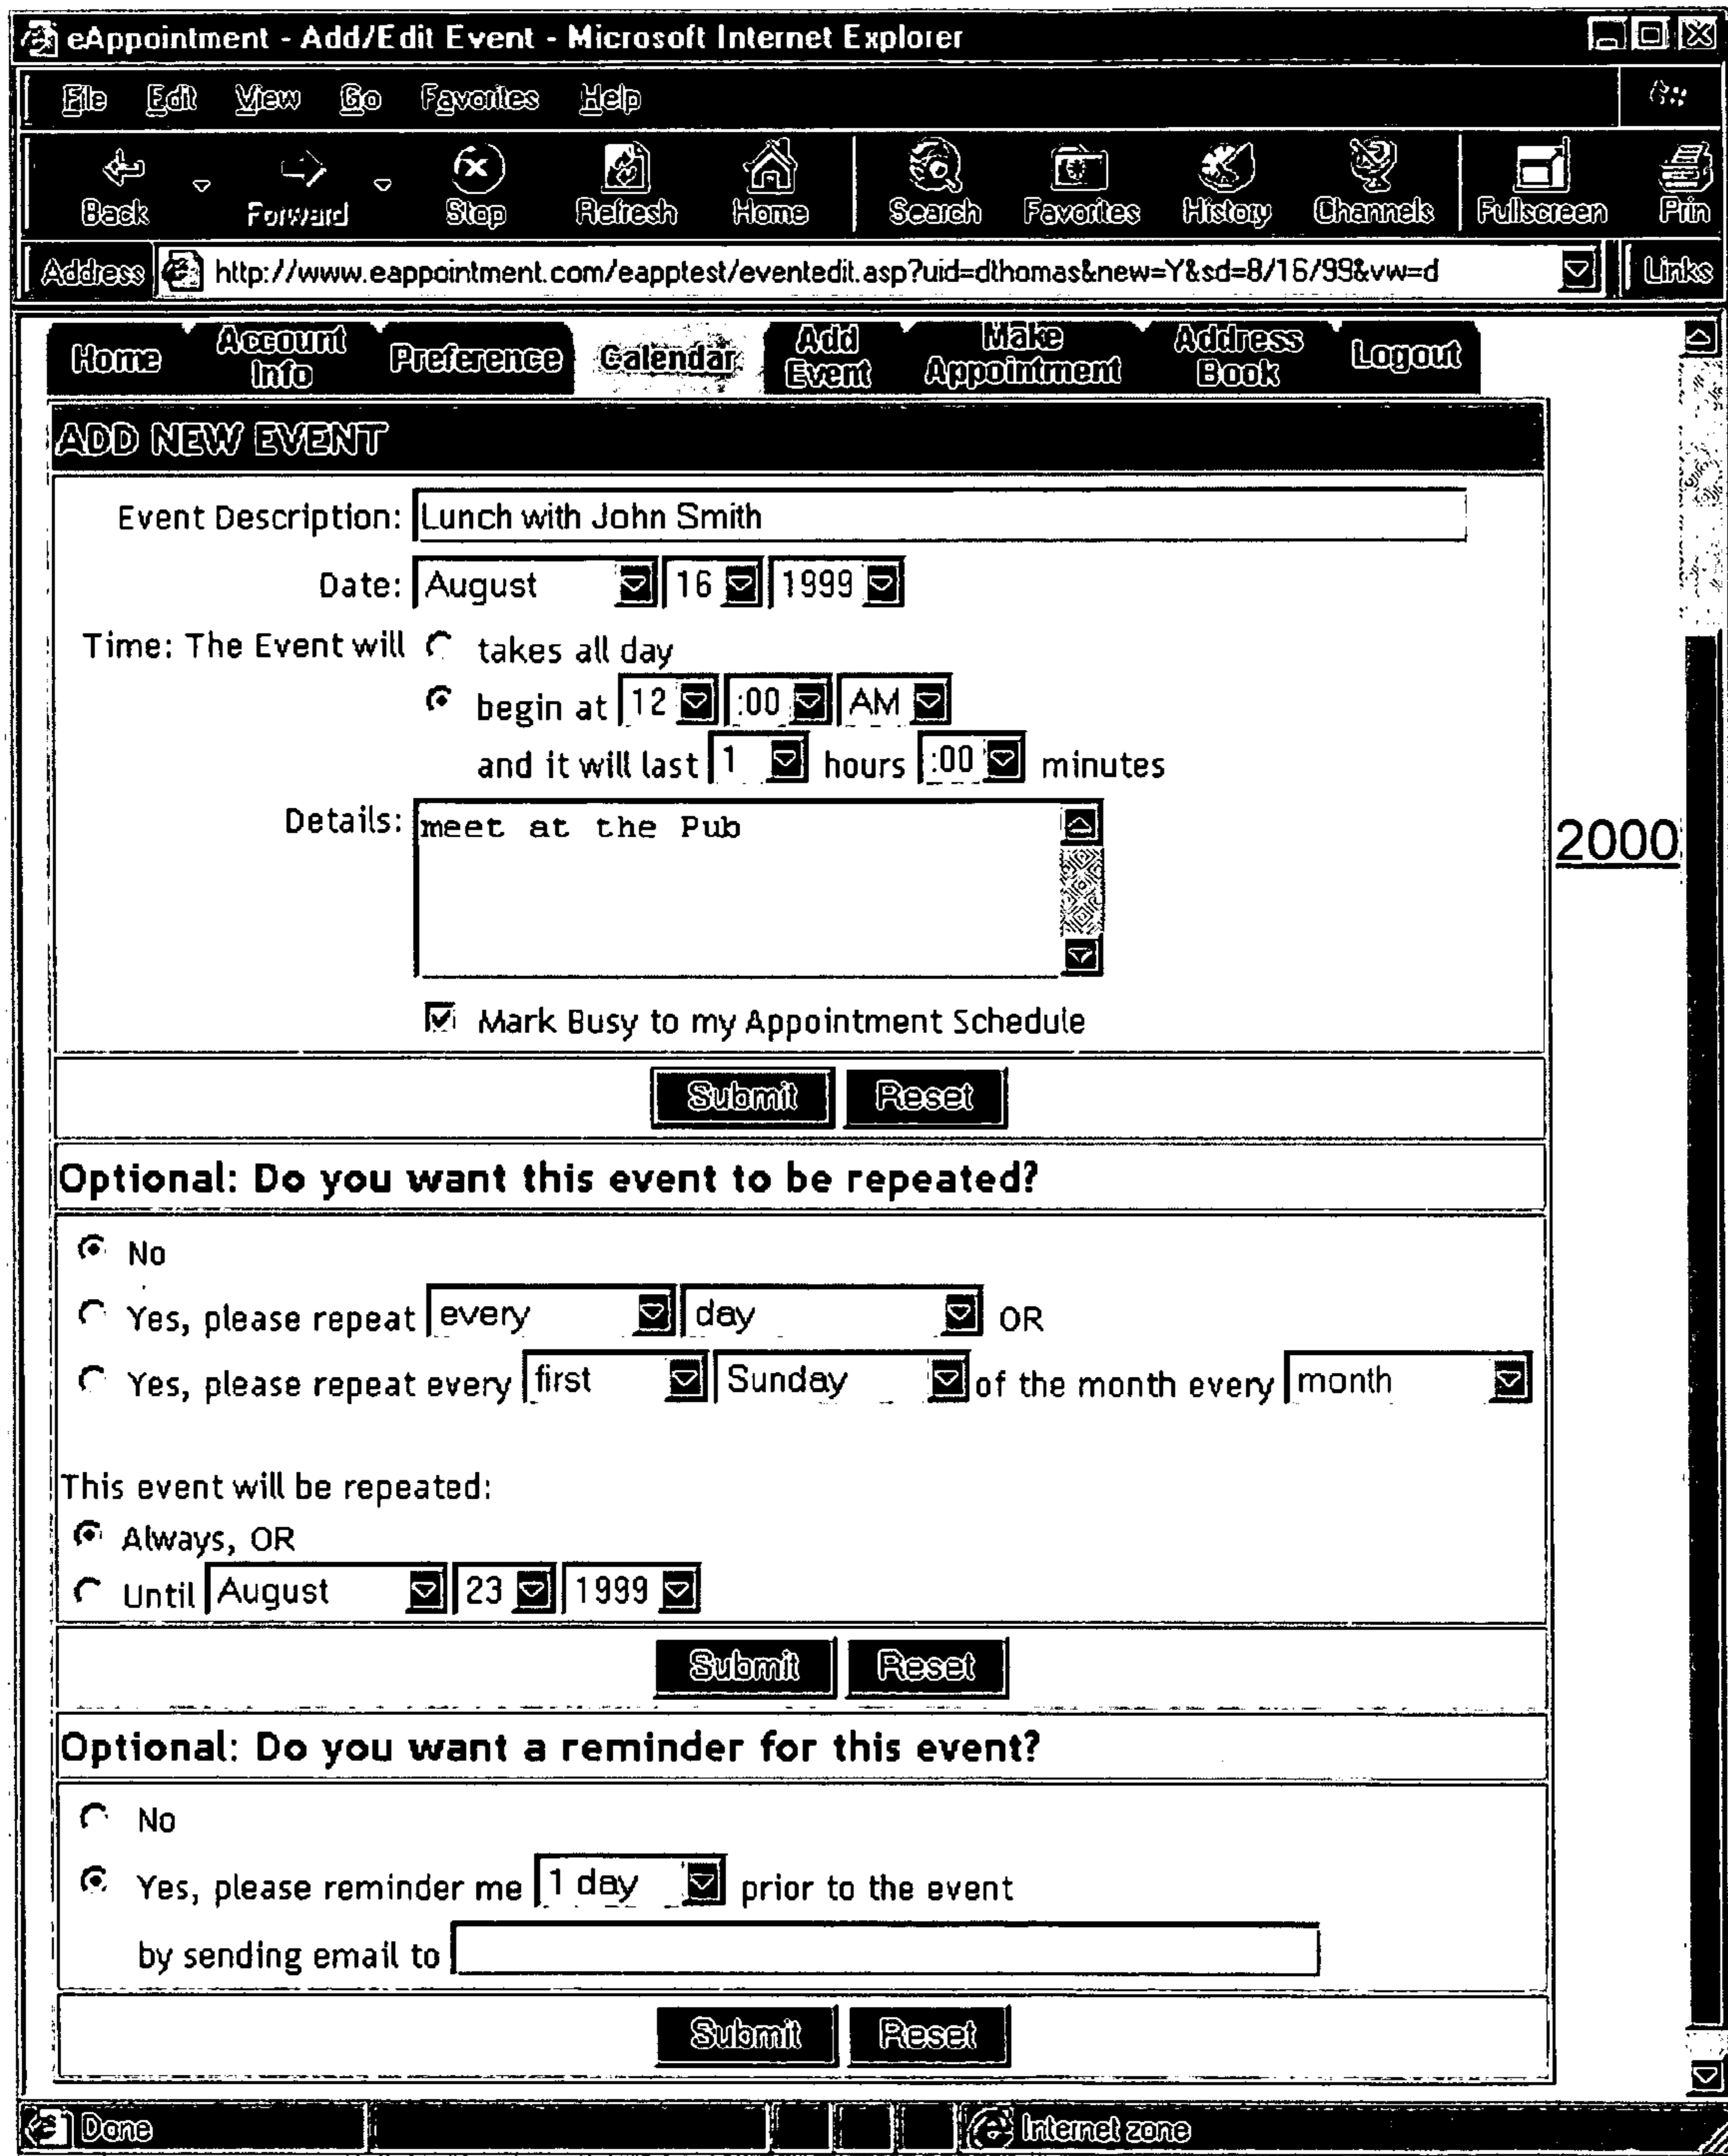 eAppointment - Add/Edit Event - Microsoft Internet Explorer
File Edit View Go Favorites Help
Back Forward Stop Refresh Home Search Favorites History Channels Fullscreen Prin
Address http://www.eappointment.com/eapptest/eventedit.asp?uid=dthomas&new=Y&sd=8/16/99&vw=d Links
Home Account Info Preference Calendar Add Event Make Appointment Address Book Logout
ADD NEW EVENT
Event Description: Lunch with John Smith
Date: August 16 1999
Time: The Event will takes all day
begin at 12 :00 AM
and it will last 1 hours :00 minutes
Details: meet at the Pub
2000
Mark Busy to my Appointment Schedule
Submit Reset
Optional: Do you want this event to be repeated?
No
Yes, please repeat every day OR
Yes, please repeat every first Sunday of the month every month
This event will be repeated:
Always, OR
Until August 23 1999
Submit Reset
Optional: Do you want a reminder for this event?
No
Yes, please reminder me 1 day prior to the event
by sending email to
Submit Reset
Done Internet zone